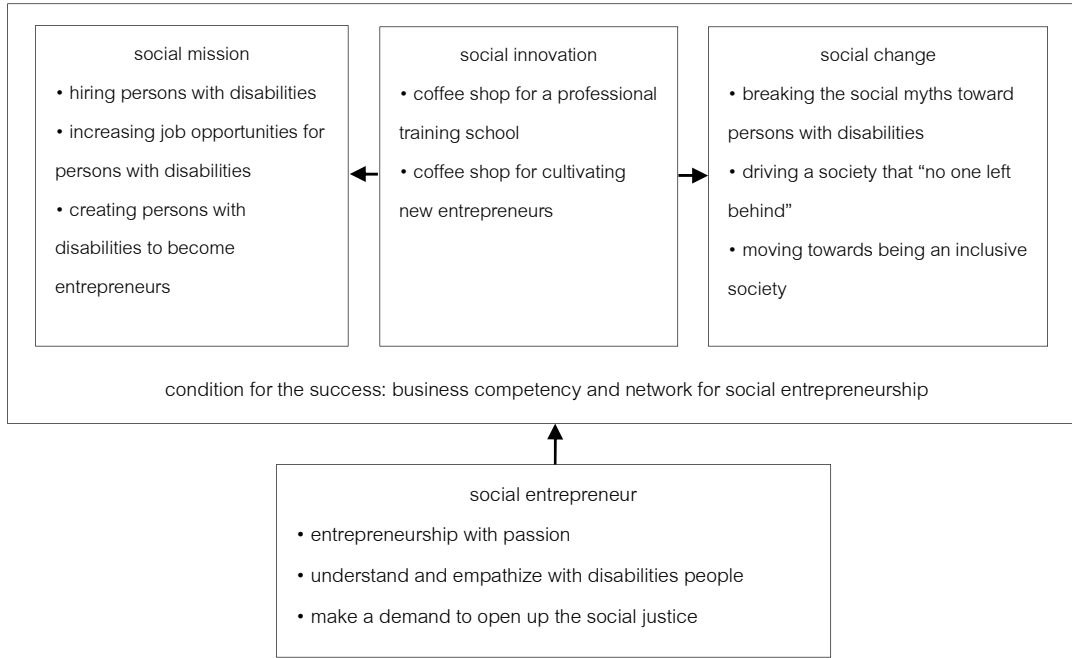 social mission
• hiring persons with disabilities
• increasing job opportunities for
persons with disabilities
• creating persons with
disabilities to become
entrepreneurs
social innovation
• coffee shop for a professional
training school
• coffee shop for cultivating
new entrepreneurs
social change
• breaking the social myths toward
persons with disabilities
• driving a society that “no one left
behind”
• moving towards being an inclusive
society
condition for the success: business competency and network for social entrepreneurship
social entrepreneur
• entrepreneurship with passion
• understand and empathize with disabilities people
• make a demand to open up the social justice